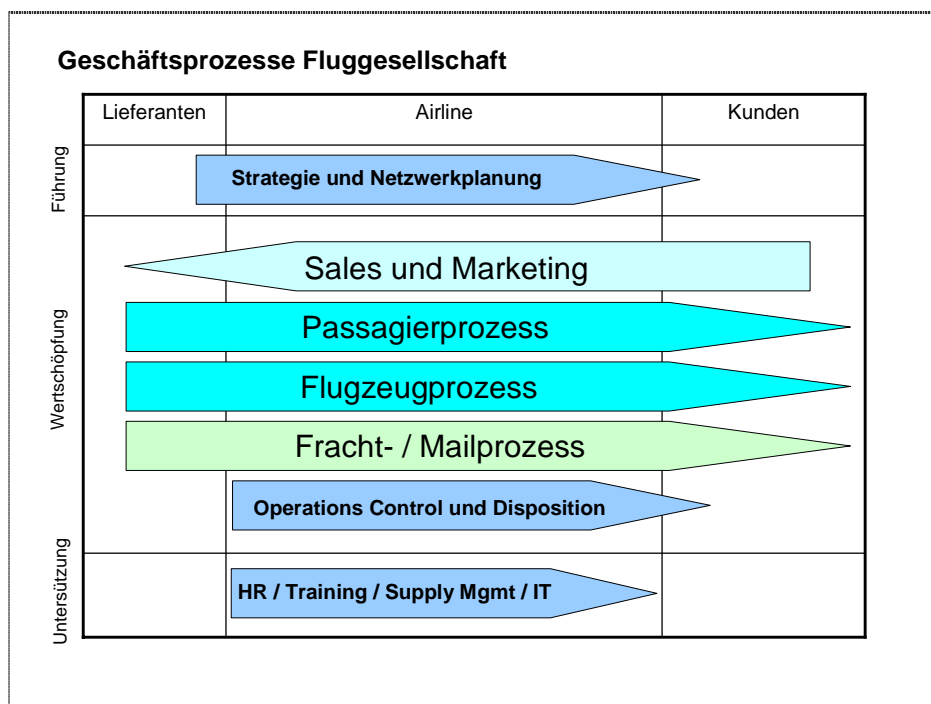 Geschäftsprozesse Fluggesellschaft
Lieferanten
Airline
Kunden
Führung
Strategie und Netzwerkplanung
Wertschöpfung
Sales und Marketing
Passagierprozess
Flugzeugprozess
Fracht- / Mailprozess
Operations Control und Disposition
Untersützung
HR / Training / Supply Mgmt / IT